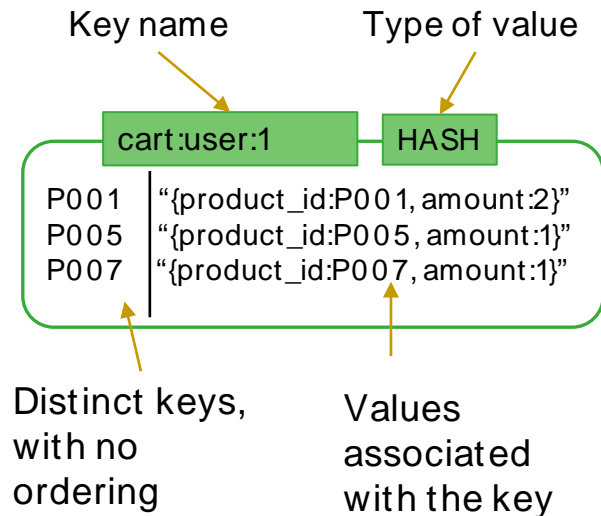 Key name
Type of value
cart:user:1
HASH
P001 “{product_id:P001, amount:2}”
P005 “{product_id:P005, amount:1}”
P007 “{product_id:P007, amount:1}”
Distinct keys,
with no
ordering
Values
associated
with the key